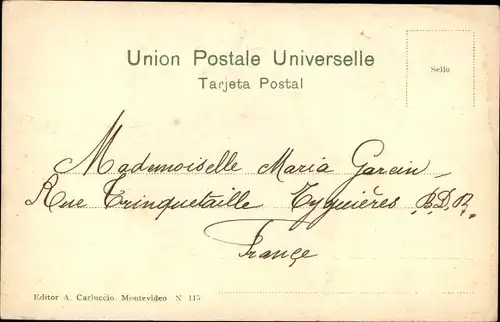 Union Postale Universelle
Tarjeta Postal
Sello
Mademoiselle Maria Garcin
Rue Trinquetaille Eyguières B.D.R.
France
Editor A. Carluccio. Montevideo N 115